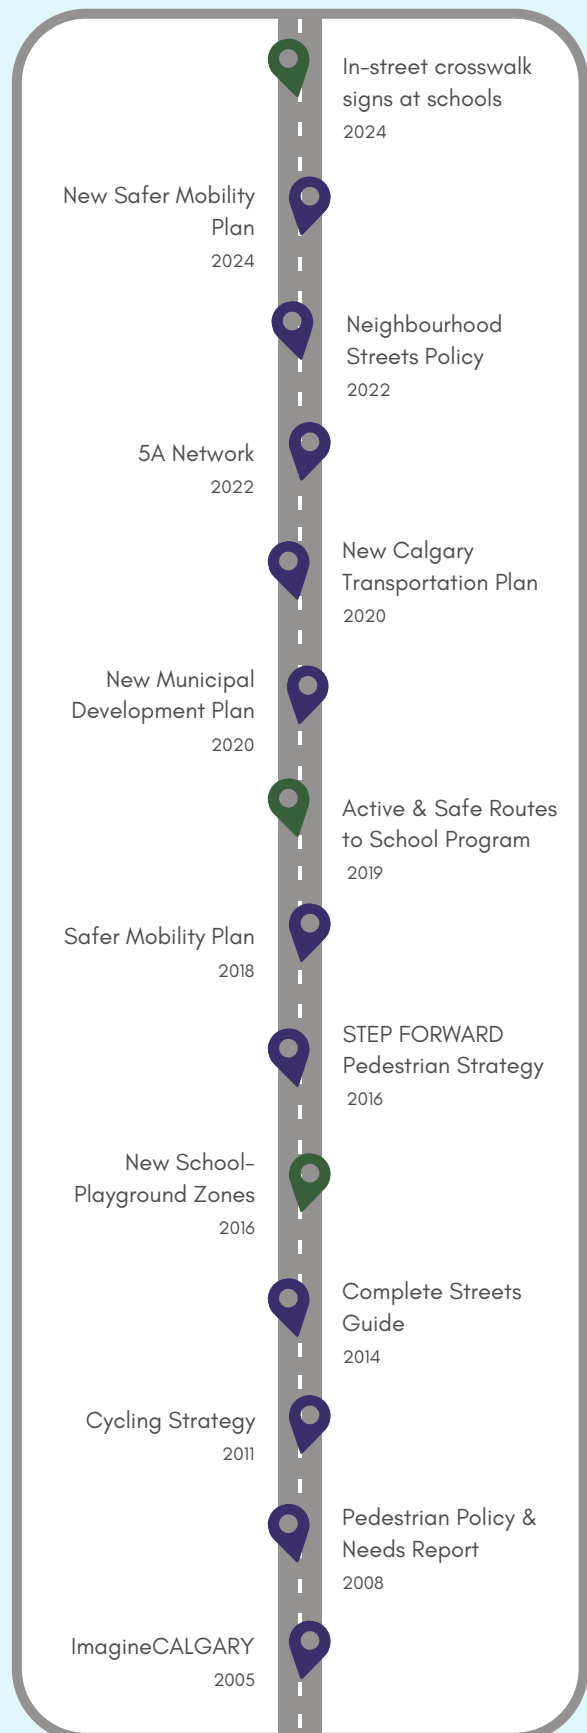 In-street crosswalk
signs at schools
2024
New Safer Mobility
Plan
2024
Neighbourhood
Streets Policy
2022
5A Network
2022
New Calgary
Transportation Plan
2020
New Municipal
Development Plan
2020
Active & Safe Routes
to School Program
2019
Safer Mobility Plan
2018
STEP FORWARD
Pedestrian Strategy
2016
New School-
Playground Zones
2016
Complete Streets
Guide
2014
Cycling Strategy
2011
Pedestrian Policy &
Needs Report
2008
ImagineCALGARY
2005